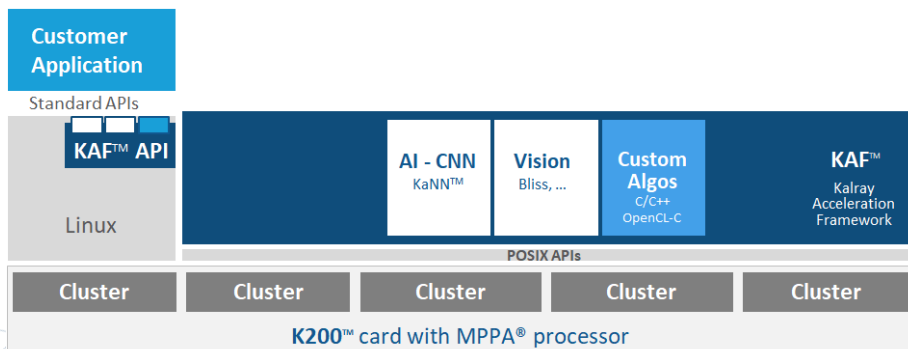 Customer
Application
Standard APIs
KAF™ API
Linux
AI - CNN
KaNN™
Vision
Bliss, ...
Custom
Algos
C/C++
OpenCL-C
KAF™
Kalray
Acceleration
Framework
POSIX APIs
Cluster
Cluster
Cluster
Cluster
Cluster
K200™ card with MPPA® processor